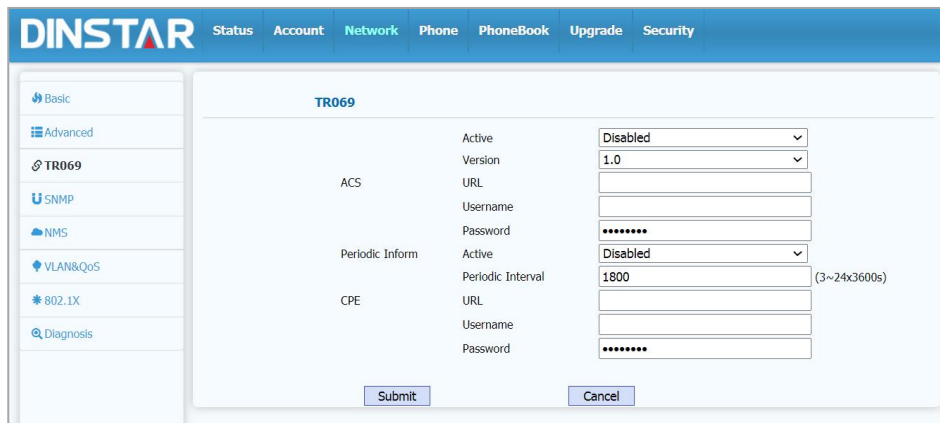 DINSTAR Status Account Network Phone PhoneBook Upgrade Security
Basic
Advanced
TR069
SNMP
NMS
VLAN&QoS
802.1X
Diagnosis
TR069
Active Disabled
Version 1.0
ACS URL
Username
Password ••••••••
Periodic Inform Active Disabled
Periodic Interval 1800 (3~24x3600s)
CPE URL
Username
Password ••••••••
Submit Cancel